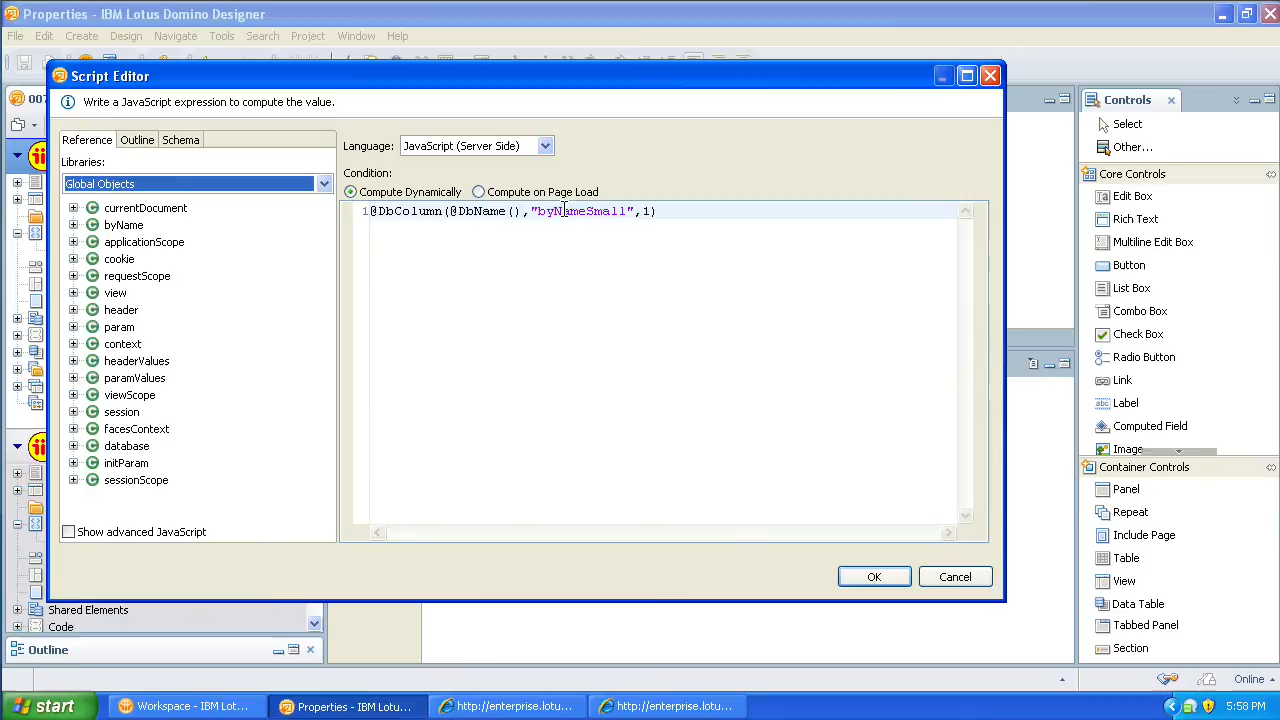 Properties - IBM Lotus Domino Designer
File Edit Create Design Navigate Tools Search Project Window Help
Script Editor
Write a JavaScript expression to compute the value.
Reference Outline Schema
Libraries:
Global Objects
currentDocument
byName
applicationScope
cookie
requestScope
view
header
param
context
headerValues
paramValues
viewScope
session
facesContext
database
initParam
sessionScope
Show advanced JavaScript
Language: JavaScript (Server Side)
Condition:
Compute Dynamically Compute on Page Load
1@DbColumn(@DbName(),"byNameSmall",1)
OK Cancel
007
Shared Elements
Code
Outline
Controls
Select
Other...
Core Controls
Edit Box
Rich Text
Multiline Edit Box
Button
List Box
Combo Box
Check Box
Radio Button
Link
abc Label
Computed Field
Image
Container Controls
Panel
Repeat
Include Page
Table
View
Data Table
Tabbed Panel
Section
Online
start
Workspace - IBM Lot...
Properties - IBM Lotu...
http://enterprise.lotu...
http://enterprise.lotu...
5:58 PM